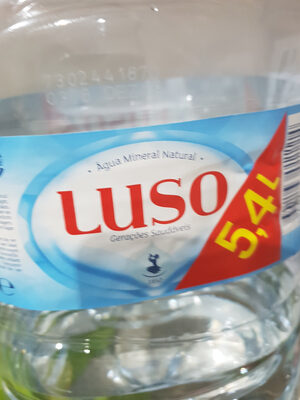 Água Mineral Natural
LUSO
Gerações Saudáveis
5,4L